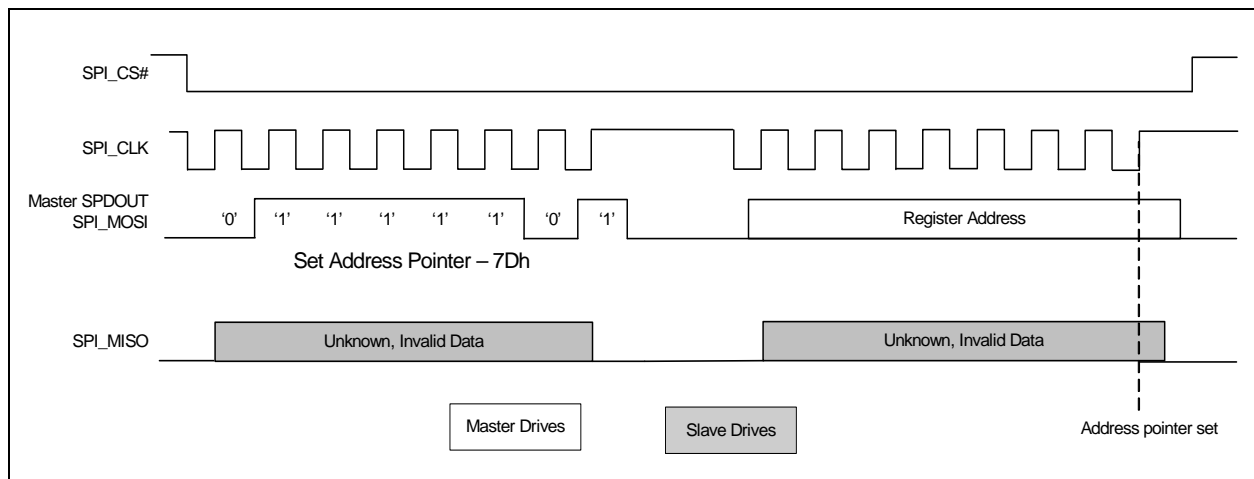 SPI_CS#
SPI_CLK
Master SPDOUT
SPI_MOSI
‘0’ ‘1’ ‘1’ ‘1’ ‘1’ ‘1’ ‘0’ ‘1’ Register Address
Set Address Pointer – 7Dh
SPI_MISO Unknown, Invalid Data Unknown, Invalid Data
Master Drives Slave Drives Address pointer set